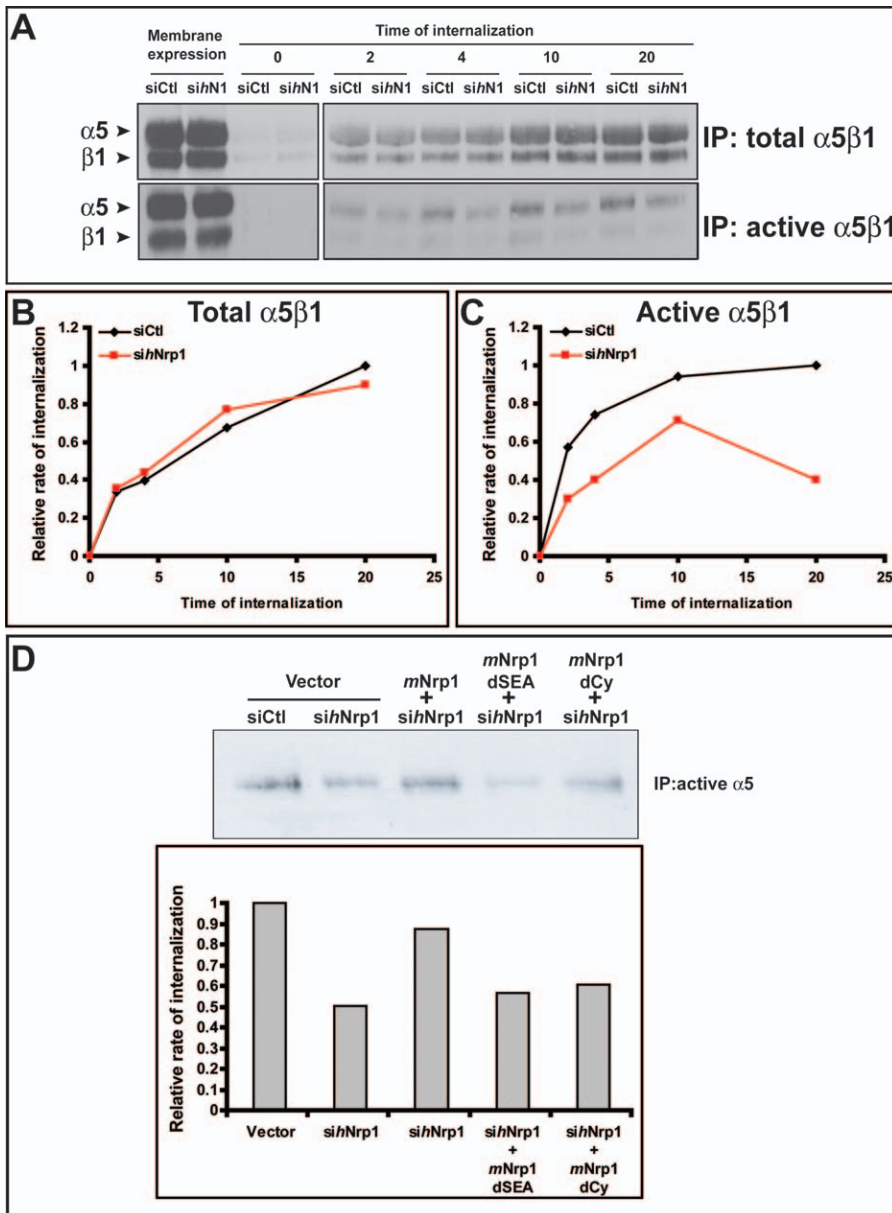 A
Membrane expression
Time of internalization
0 2 4 10 20
siCtl sihN1 siCtl sihN1 siCtl sihN1 siCtl sihN1 siCtl sihN1 siCtl sihN1
α5
β1
IP: total α5β1
α5
β1
IP: active α5β1
B
Total α5β1
siCtl
sihNrp1
Relative rate of internalization
1.2
1
0.8
0.6
0.4
0.2
0
0 5 10 15 20 25
Time of internalization
C
Active α5β1
siCtl
sihNrp1
Relative rate of internalization
1.2
1
0.8
0.6
0.4
0.2
0
0 5 10 15 20 25
Time of internalization
D
Vector
siCtl sihNrp1
mNrp1
+
sihNrp1
mNrp1
dSEA
+
sihNrp1
mNrp1
dCy
+
sihNrp1
IP:active α5
Relative rate of internalization
1
0.9
0.8
0.7
0.6
0.5
0.4
0.3
0.2
0.1
0
Vector
sihNrp1
sihNrp1
sihNrp1
+
mNrp1
dSEA
sihNrp1
+
mNrp1
dCy